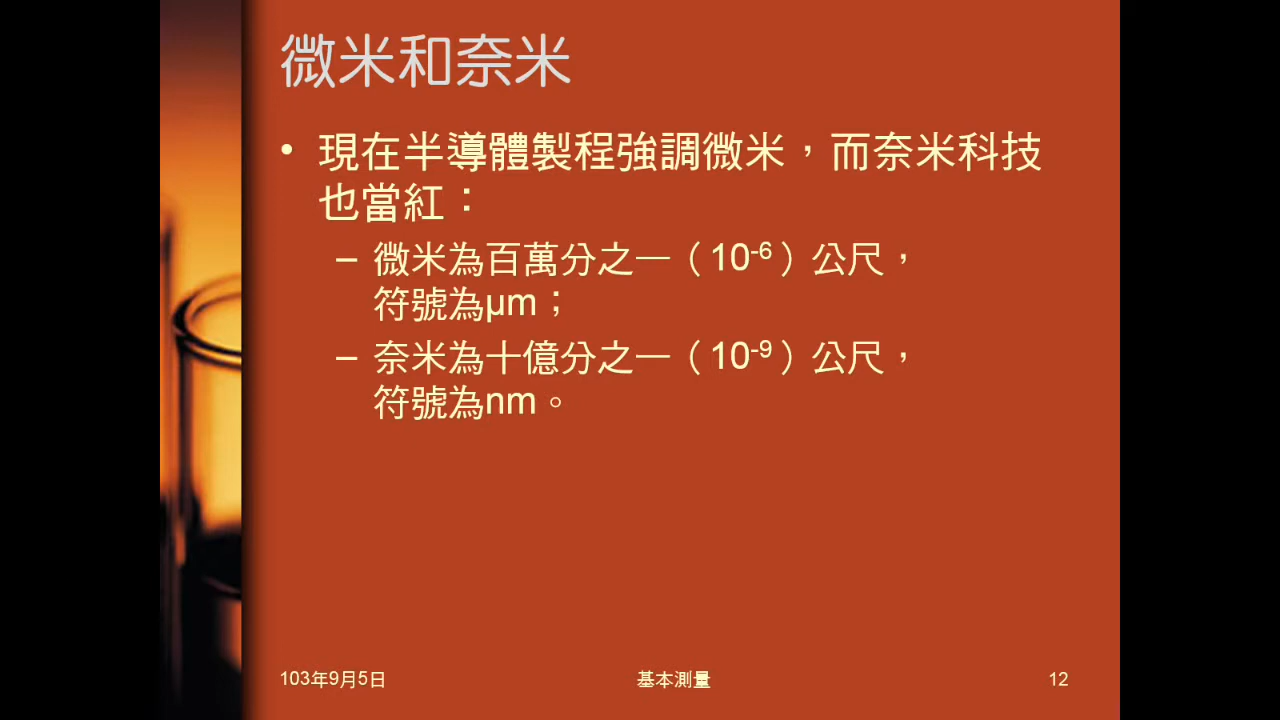 微米和奈米
• 現在半導體製程強調微米，而奈米科技
也當紅：
– 微米為百萬分之一（10⁻⁶）公尺，
符號為μm；
– 奈米為十億分之一（10⁻⁹）公尺，
符號為nm。
103年9月5日
基本測量
12